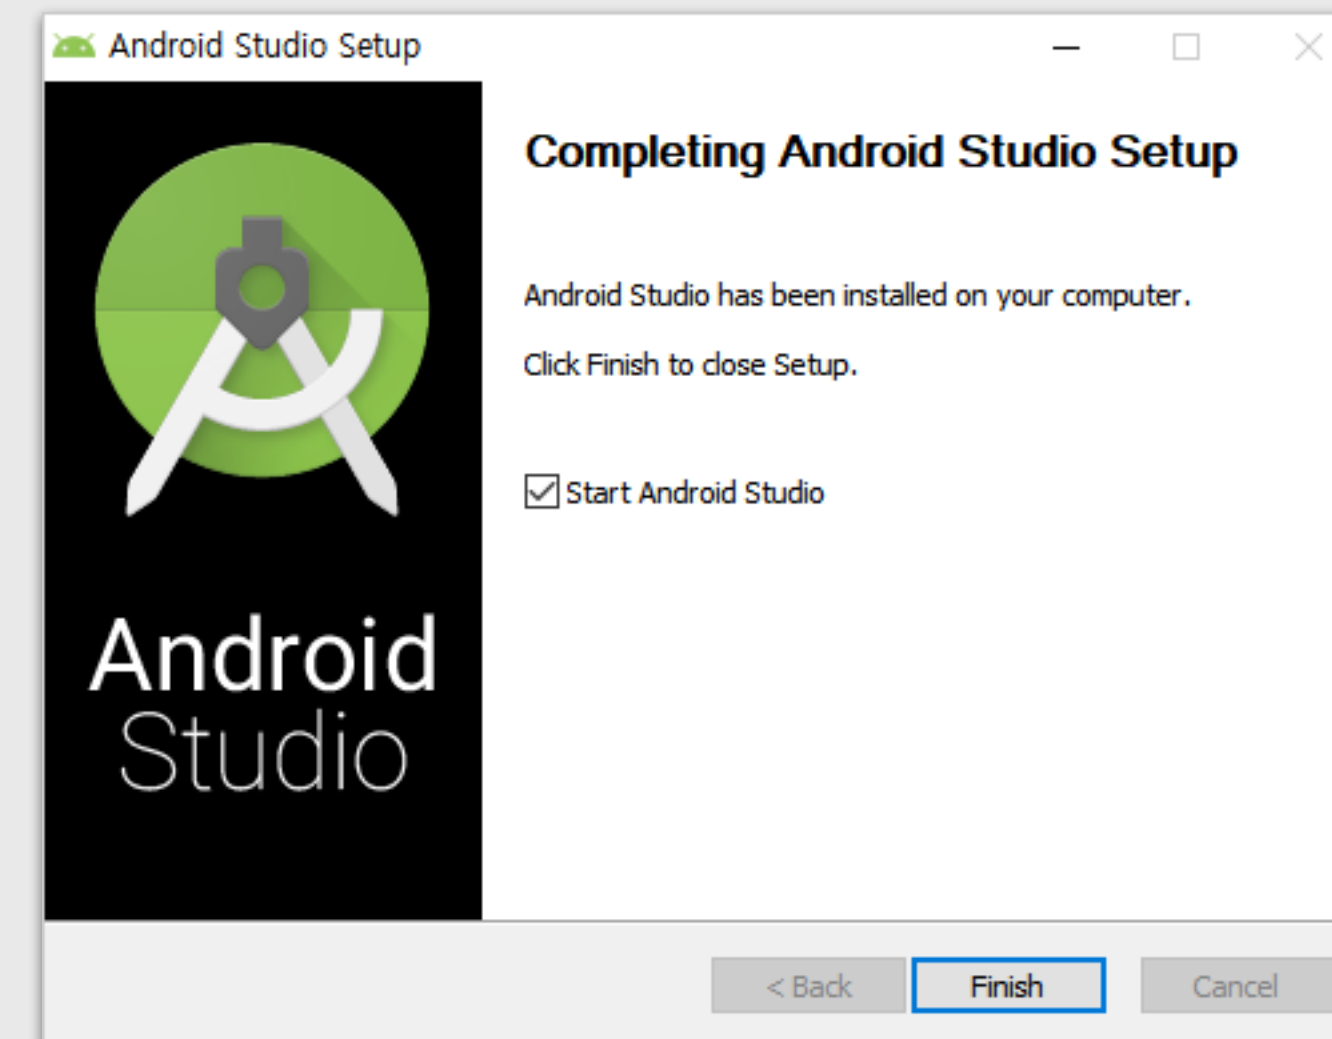 Android Studio Setup
Completing Android Studio Setup
Android Studio has been installed on your computer.
Click Finish to close Setup.
Start Android Studio
Android
Studio
< Back
Finish
Cancel